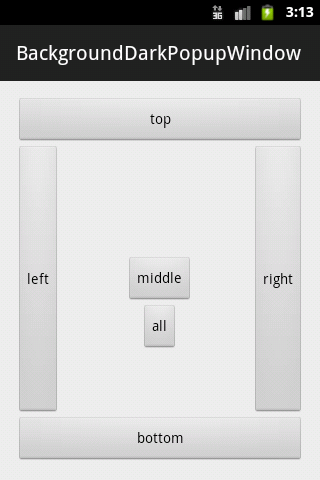 3G 3:13
BackgroundDarkPopupWindow
top
left
middle
right
all
bottom